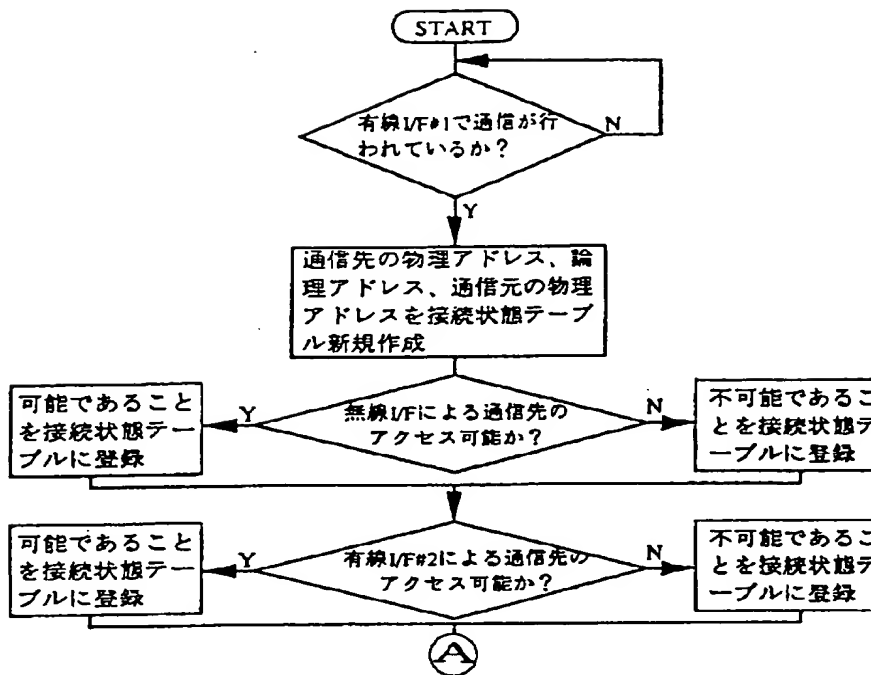 START
有線I/F#1で通信が行
われているか？
N
Y
通信先の物理アドレス、論
理アドレス、通信元の物理
アドレスを接続状態テーブ
ル新規作成
可能であること
を接続状態テー
ブルに登録
Y
無線I/Fによる通信先の
アクセス可能か？
N
不可能であるこ
とを接続状態テ
ーブルに登録
可能であること
を接続状態テー
ブルに登録
Y
有線I/F#2による通信先の
アクセス可能か？
N
不可能であるこ
とを接続状態テ
ーブルに登録
A